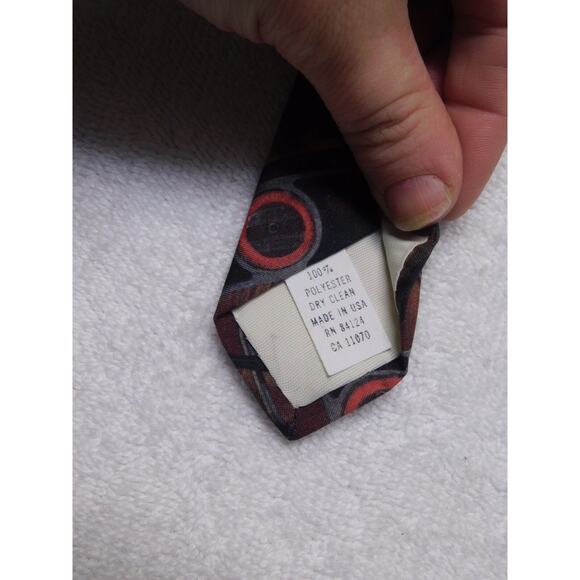 100%
POLYESTER
DRY CLEAN
MADE IN USA
RN 84124
CA 11070